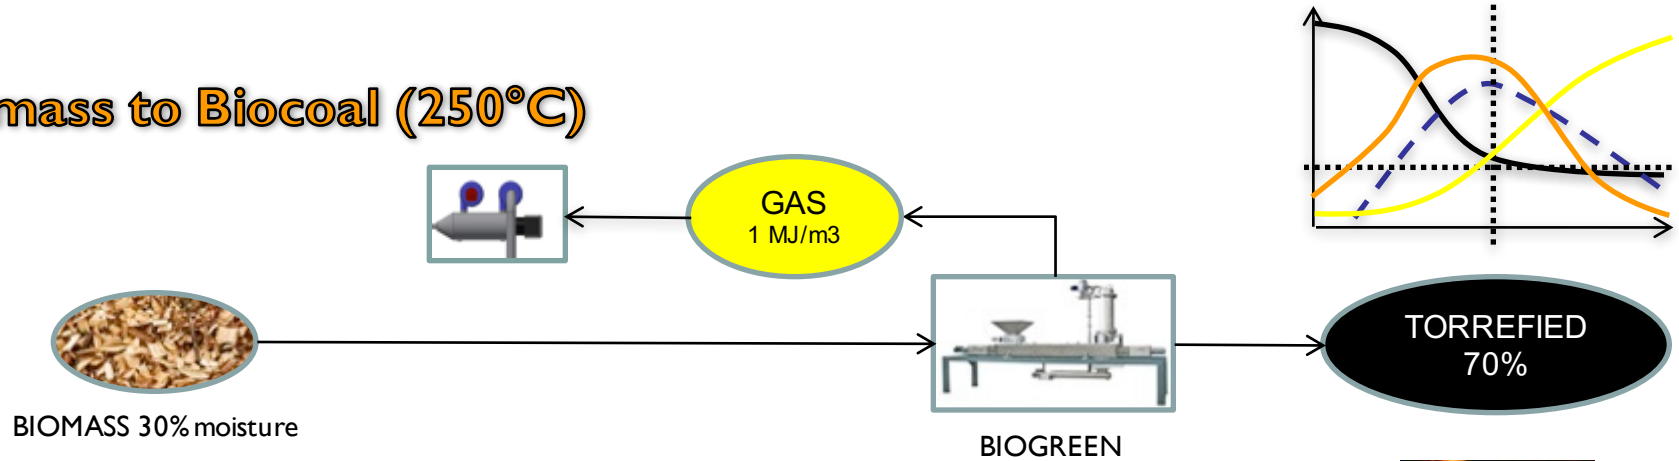 mass to Biocoal (250°C)
GAS
1 MJ/m3
TORREFIED
70%
BIOMASS 30% moisture
BIOGREEN